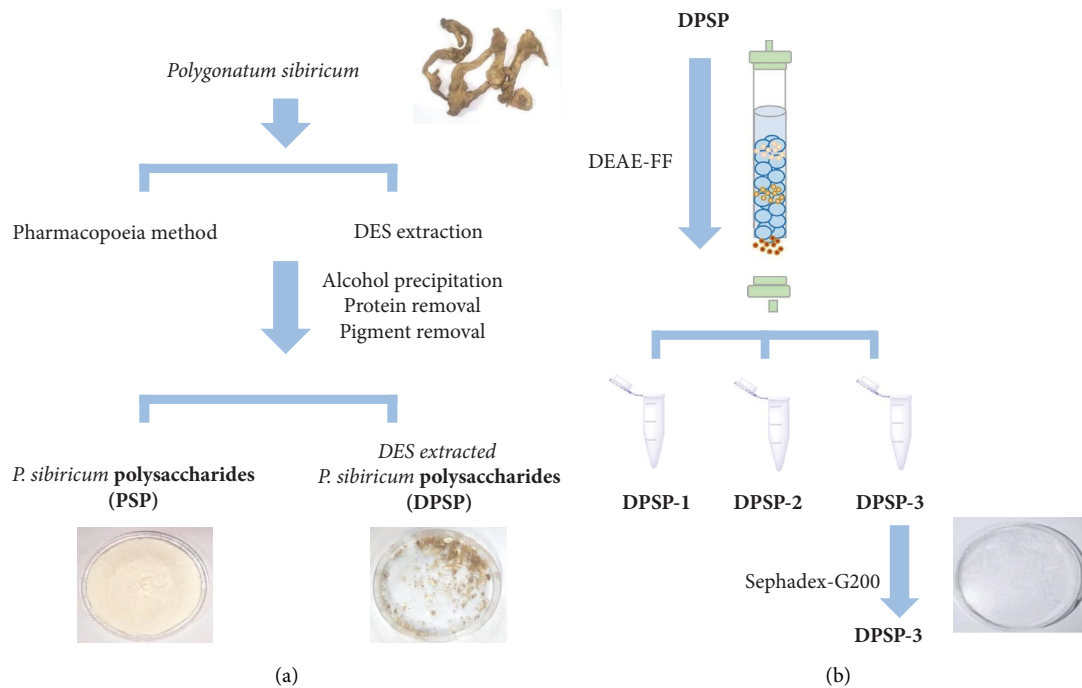 Polygonatum sibiricum
Pharmacopoeia method
DES extraction
Alcohol precipitation
Protein removal
Pigment removal
P. sibiricum polysaccharides
(PSP)
DES extracted
P. sibiricum polysaccharides
(DPSP)
(a)
DPSP
DEAE-FF
DPSP-1
DPSP-2
DPSP-3
Sephadex-G200
DPSP-3
(b)